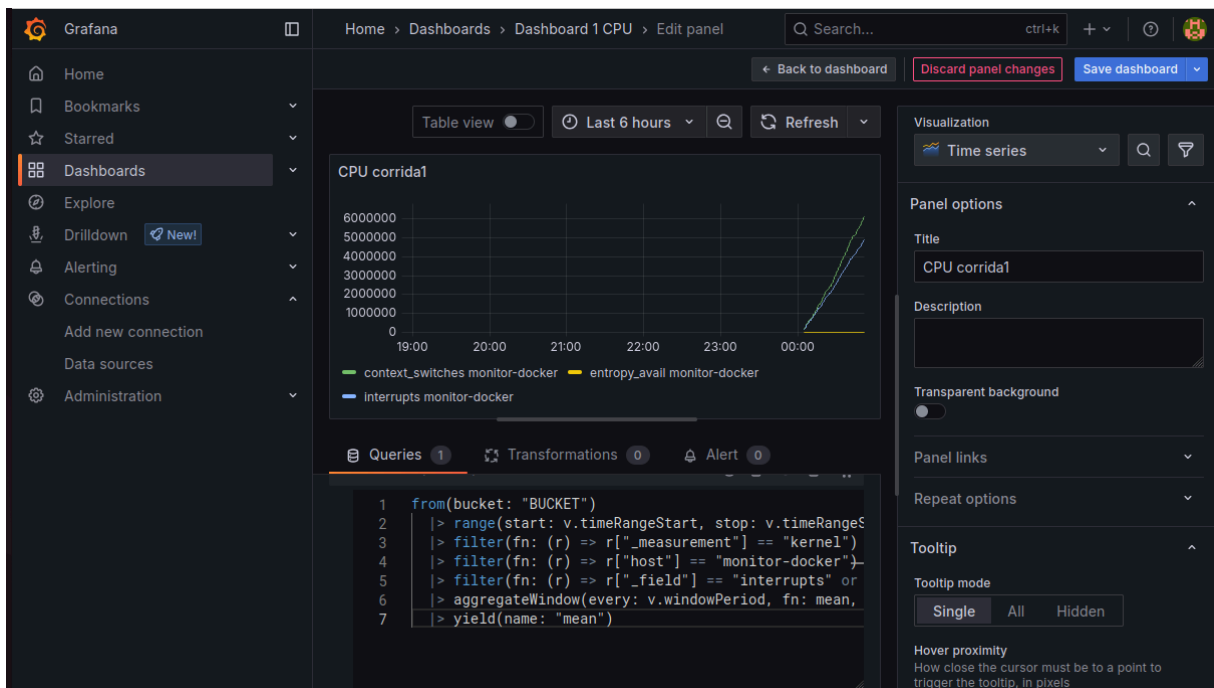 Grafana
Home › Dashboards › Dashboard 1 CPU › Edit panel
Search...
ctrl+k
Back to dashboard
Discard panel changes
Save dashboard
Home
Bookmarks
Starred
Dashboards
Explore
Drilldown
New!
Alerting
Connections
Add new connection
Data sources
Administration
Table view
Last 6 hours
Refresh
CPU corrida1
6000000
5000000
4000000
3000000
2000000
1000000
0
19:00 20:00 21:00 22:00 23:00 00:00
context_switches monitor-docker entropy_avail monitor-docker
interrupts monitor-docker
Queries 1 Transformations 0 Alert 0
1 from(bucket: "BUCKET")
2 |> range(start: v.timeRangeStart, stop: v.timeRangeS
3 |> filter(fn: (r) => r["_measurement"] == "kernel")
4 |> filter(fn: (r) => r["host"] == "monitor-docker")
5 |> filter(fn: (r) => r["_field"] == "interrupts" or
6 |> aggregateWindow(every: v.windowPeriod, fn: mean,
7 |> yield(name: "mean")
Visualization
Time series
Panel options
Title
CPU corrida1
Description
Transparent background
Panel links
Repeat options
Tooltip
Tooltip mode
Single All Hidden
Hover proximity
How close the cursor must be to a point to
trigger the tooltip, in pixels